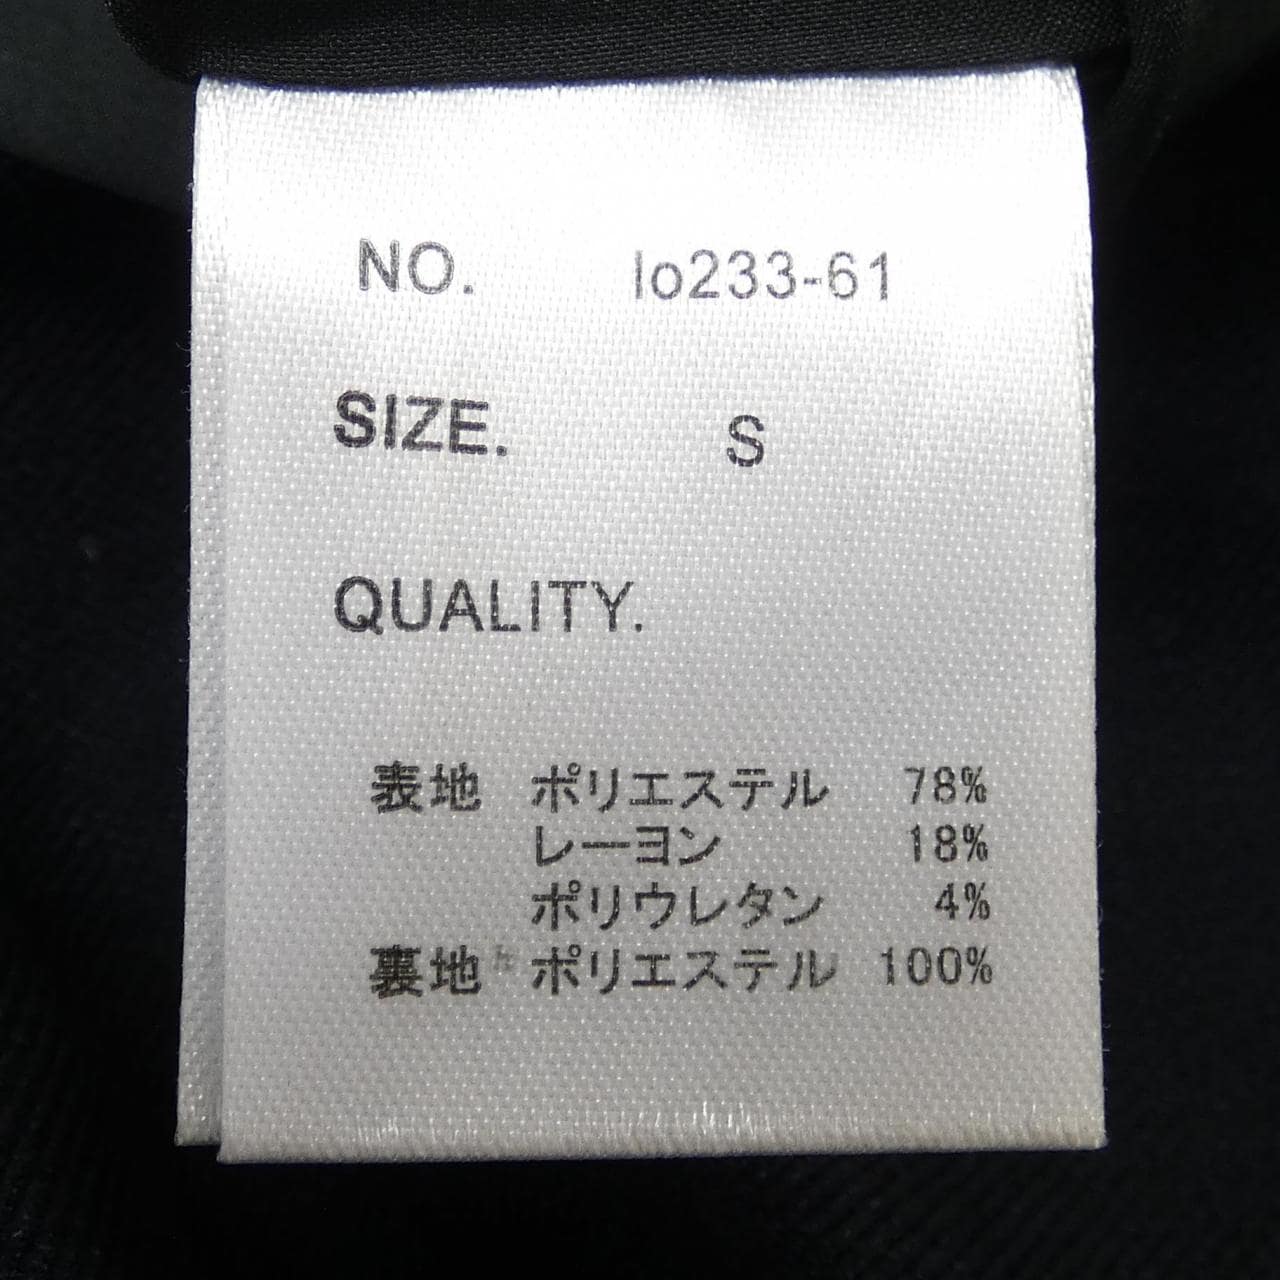 NO. lo233-61
SIZE. S
QUALITY.
表地 ポリエステル 78%
レーヨン 18%
ポリウレタン 4%
裏地 ポリエステル 100%